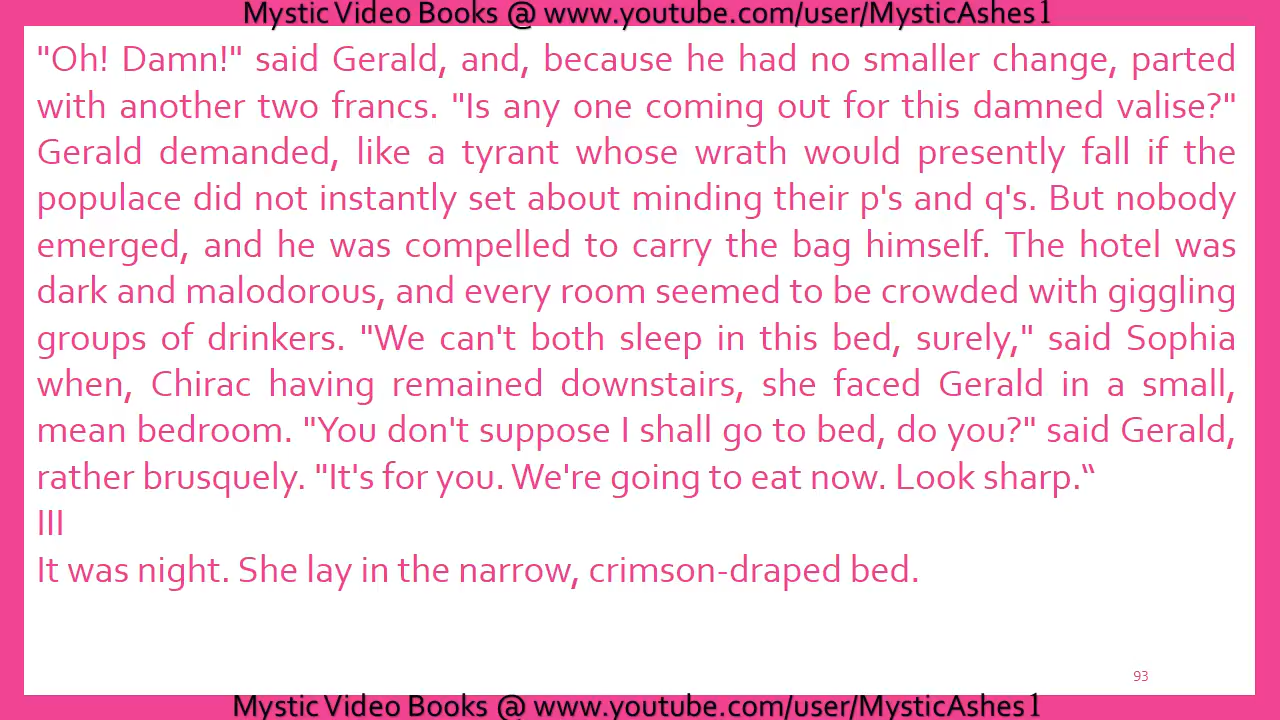 Mystic Video Books @ www.youtube.com/user/MysticAshes1
"Oh! Damn!" said Gerald, and, because he had no smaller change, parted
with another two francs. "Is any one coming out for this damned valise?"
Gerald demanded, like a tyrant whose wrath would presently fall if the
populace did not instantly set about minding their p's and q's. But nobody
emerged, and he was compelled to carry the bag himself. The hotel was
dark and malodorous, and every room seemed to be crowded with giggling
groups of drinkers. "We can't both sleep in this bed, surely," said Sophia
when, Chirac having remained downstairs, she faced Gerald in a small,
mean bedroom. "You don't suppose I shall go to bed, do you?" said Gerald,
rather brusquely. "It's for you. We're going to eat now. Look sharp.“
III
It was night. She lay in the narrow, crimson-draped bed.
93
Mystic Video Books @ www.youtube.com/user/MysticAshes1